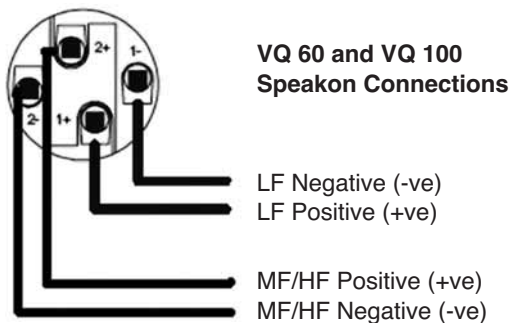 2+
1-
2-
1+
VQ 60 and VQ 100
Speakon Connections
LF Negative (-ve)
LF Positive (+ve)
MF/HF Positive (+ve)
MF/HF Negative (-ve)